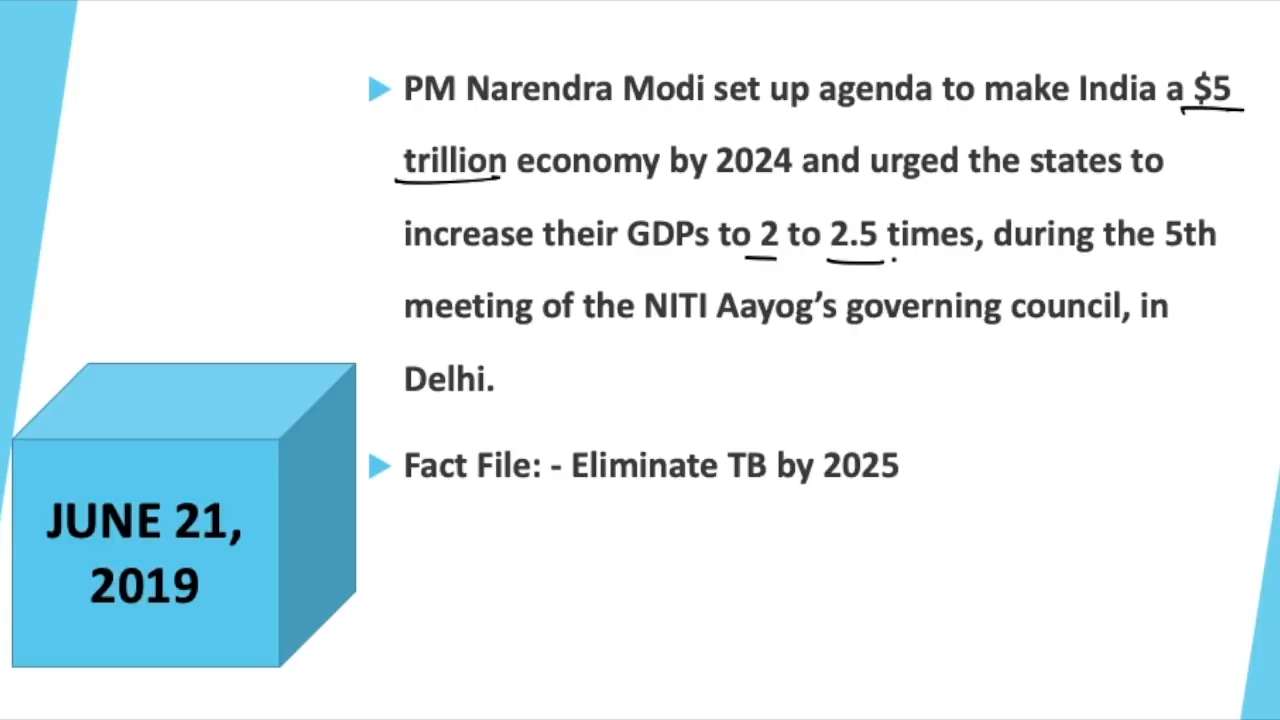 PM Narendra Modi set up agenda to make India a $5
trillion economy by 2024 and urged the states to
increase their GDPs to 2 to 2.5 times, during the 5th
meeting of the NITI Aayog’s governing council, in
Delhi.
Fact File: - Eliminate TB by 2025
JUNE 21,
2019